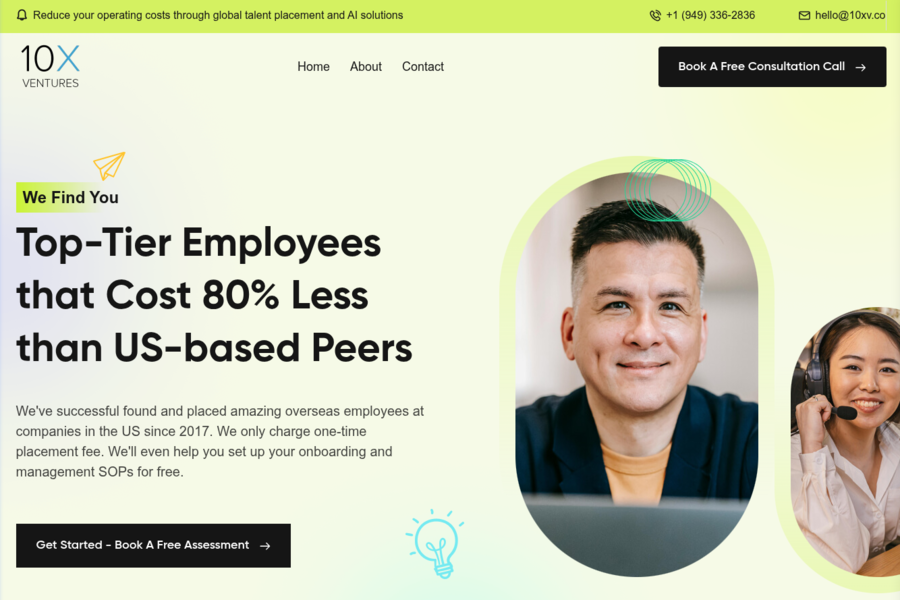 Reduce your operating costs through global talent placement and AI solutions
+1 (949) 336-2836
hello@10xv.co
10X
VENTURES
Home
About
Contact
Book A Free Consultation Call
We Find You
Top-Tier Employees
that Cost 80% Less
than US-based Peers
We've successful found and placed amazing overseas employees at
companies in the US since 2017. We only charge one-time
placement fee. We'll even help you set up your onboarding and
management SOPs for free.
Get Started - Book A Free Assessment